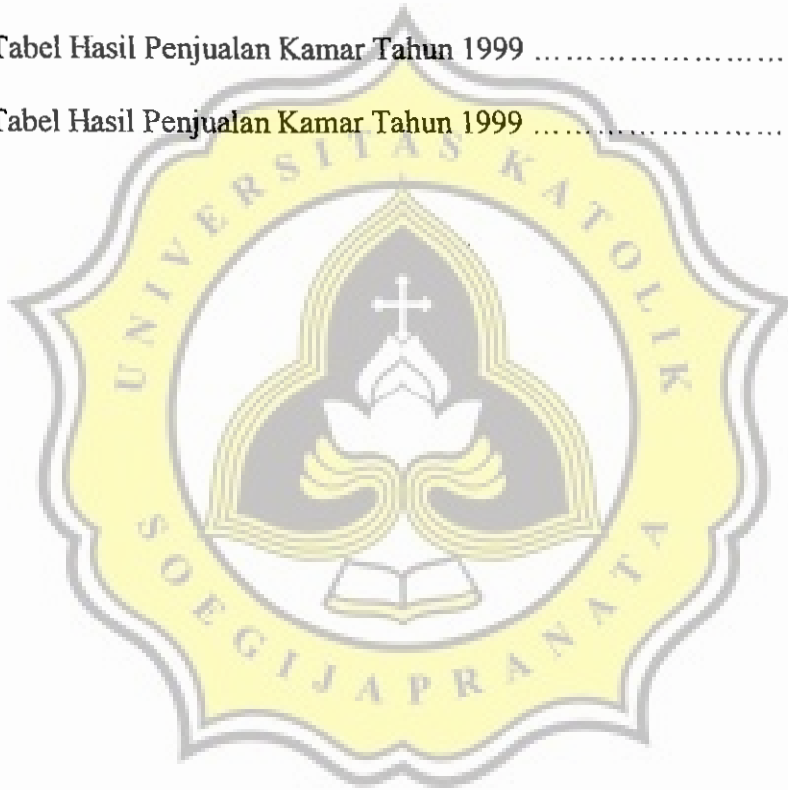 Tabel Hasil Penjualan Kamar Tahun 1999 ……………………
Tabel Hasil Penjualan Kamar Tahun 1999 ……………………
UNIVERSITAS KATOLIK
SOEGIJAPRANATA